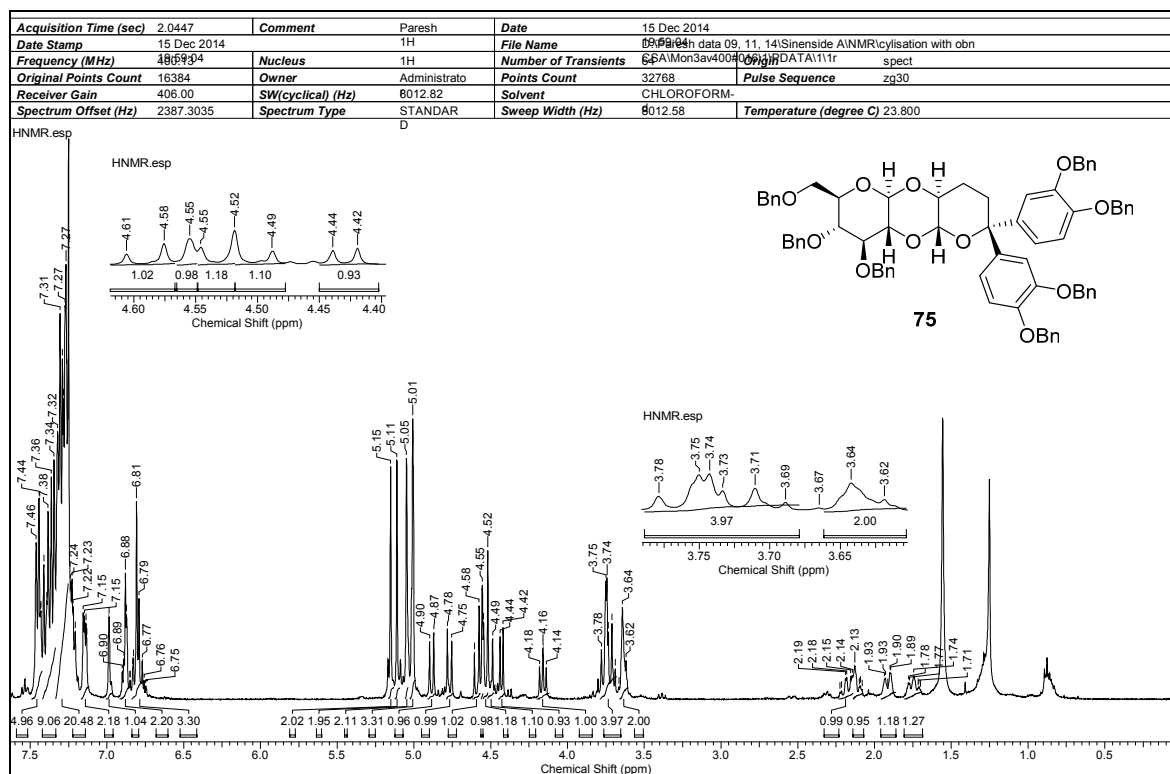 Acquisition Time (sec) 2.0447 Comment Paresh Date 15 Dec 2014
Date Stamp 15 Dec 2014 1H File Name
Frequency (MHz) Nucleus 1H Number of Transients Origin spect
Original Points Count 16384 Owner Administrato Points Count 32768 Pulse Sequence zg30
Receiver Gain 406.00 SW(cyclical) (Hz) 8012.82 Solvent CHLOROFORM-
Spectrum Offset (Hz) 2387.3035 Spectrum Type STANDAR Sweep Width (Hz) 8012.58 Temperature (degree C) 23.800
D
HNMR.esp
HNMR.esp
4.61 4.58 4.55 4.55 4.52 4.49 4.44 4.42
1.02 0.98 1.18 1.10 0.93
4.60 4.55 4.50 4.45 4.40
Chemical Shift (ppm)
BnO O H O H OBn
BnO O H O H O OBn
OBn
OBn
OBn
75
HNMR.esp
3.78 3.75 3.74 3.73 3.71 3.69 3.67 3.64 3.62
3.97 2.00
3.75 3.70 3.65
Chemical Shift (ppm)
7.46 7.44 7.38 7.36 7.34 7.32 7.31 7.27 7.27 7.24 7.23 7.22 7.15 7.15 6.90 6.89 6.88 6.81 6.79 6.77 6.76 6.75 5.15 5.11 5.05 5.01 4.90 4.87 4.78 4.75 4.58 4.55 4.52 4.49 4.44 4.42 4.18 4.16 4.14 3.78 3.75 3.74 3.64 3.62 2.19 2.18 2.15 2.14 2.13 1.93 1.93 1.90 1.89 1.78 1.77 1.74 1.71
4.96 9.06 20.48 2.18 1.04 2.20 3.30 2.02 1.95 2.11 3.31 0.96 0.99 1.02 0.98 1.18 1.10 0.93 1.00 3.97 2.00 0.99 0.95 1.18 1.27
7.5 7.0 6.5 6.0 5.5 5.0 4.5 4.0 3.5 3.0 2.5 2.0 1.5 1.0 0.5
Chemical Shift (ppm)